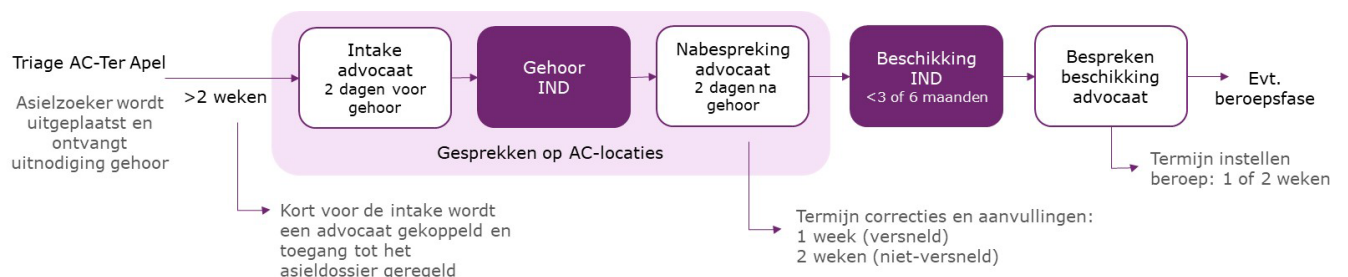 Triage AC-Ter Apel
Asielzoeker wordt
uitgeplaatst en
ontvangt
uitnodiging gehoor
>2 weken
Intake
advocaat
2 dagen voor
gehoor
Gehoor
IND
Nabespreking
advocaat
2 dagen na
gehoor
Gesprekken op AC-locaties
Beschikking
IND
<3 of 6 maanden
Bespreken
beschikking
advocaat
Evt.
beroepsfase
Kort voor de intake wordt
een advocaat gekoppeld en
toegang tot het
asieldossier geregeld
Termijn correcties en aanvullingen:
1 week (versneld)
2 weken (niet-versneld)
Termijn instellen
beroep: 1 of 2 weken